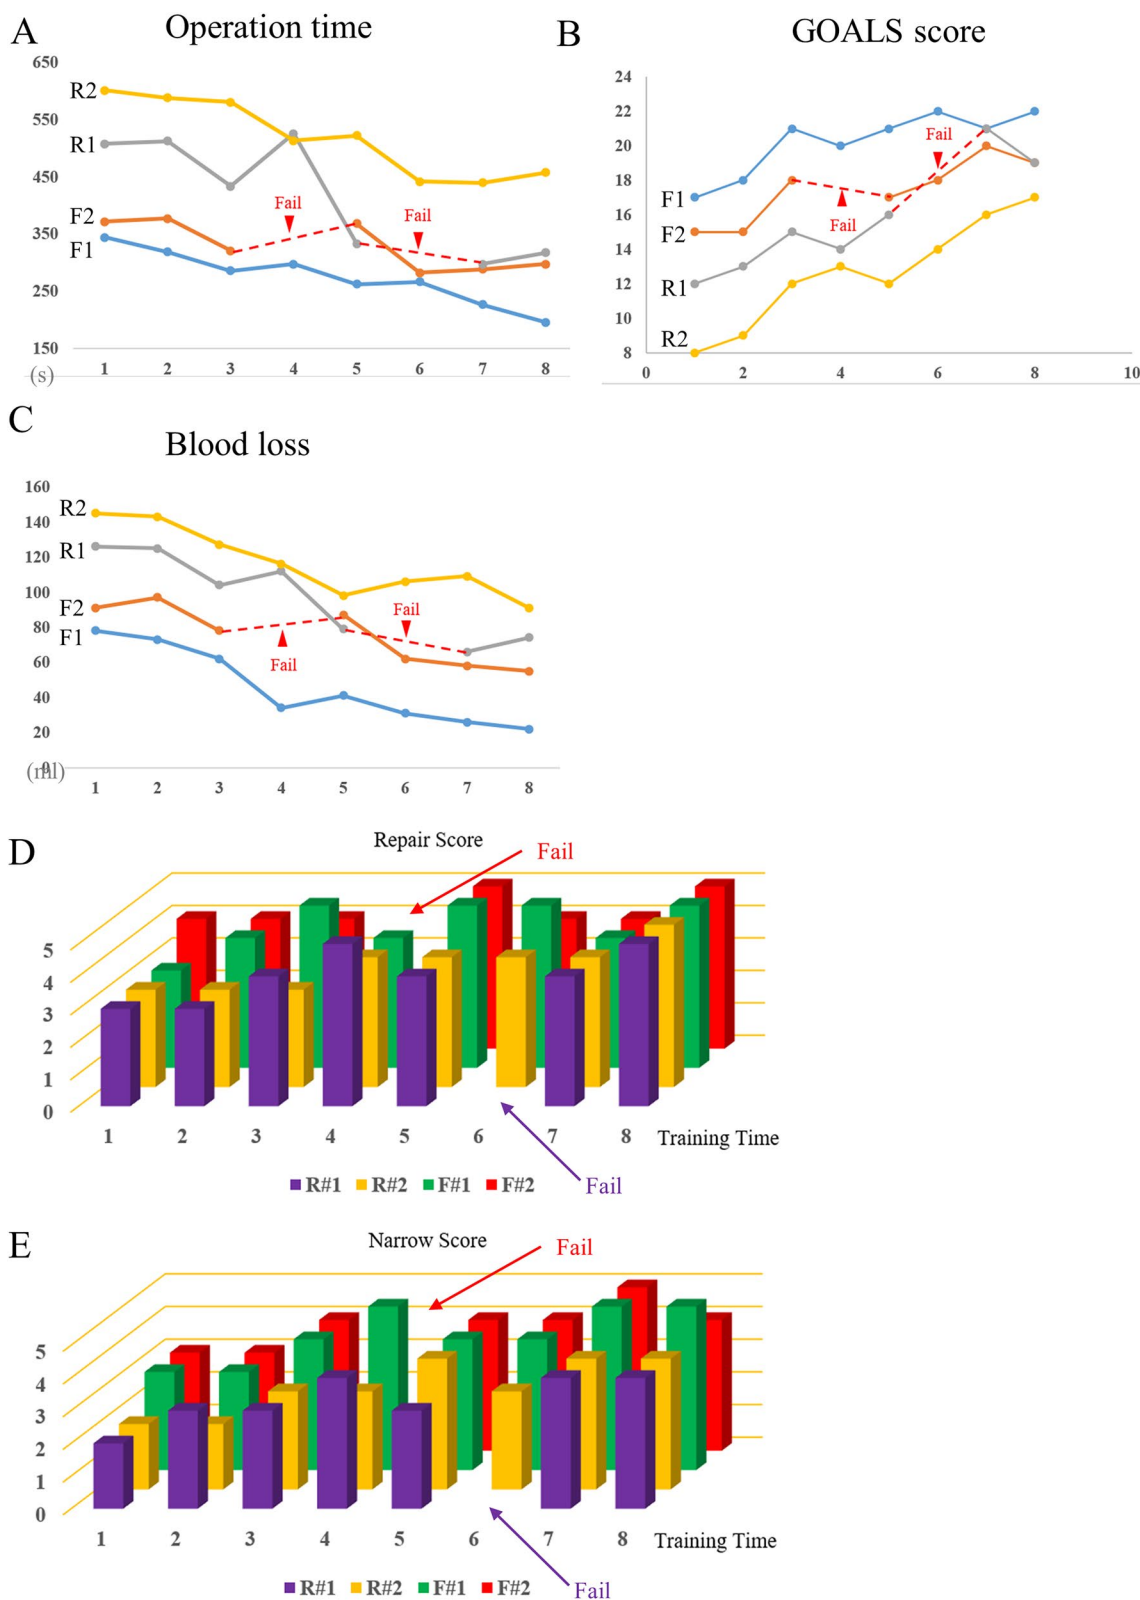 A
Operation time
650
550
450
350
250
150
(s)
R2
R1
F2
F1
Fail
Fail
1 2 3 4 5 6 7 8
B
GOALS score
24
22
20
18
16
14
12
10
8
F1
F2
R1
R2
Fail
Fail
0 2 4 6 8 10
C
Blood loss
160
140
120
100
80
60
40
20
0
(ml)
R2
R1
F2
F1
Fail
Fail
1 2 3 4 5 6 7 8
D
Repair Score
Fail
5
4
3
2
1
0
1 2 3 4 5 6 7 8 Training Time
R#1 R#2 F#1 F#2
Fail
E
Narrow Score
Fail
5
4
3
2
1
0
1 2 3 4 5 6 7 8 Training Time
R#1 R#2 F#1 F#2
Fail